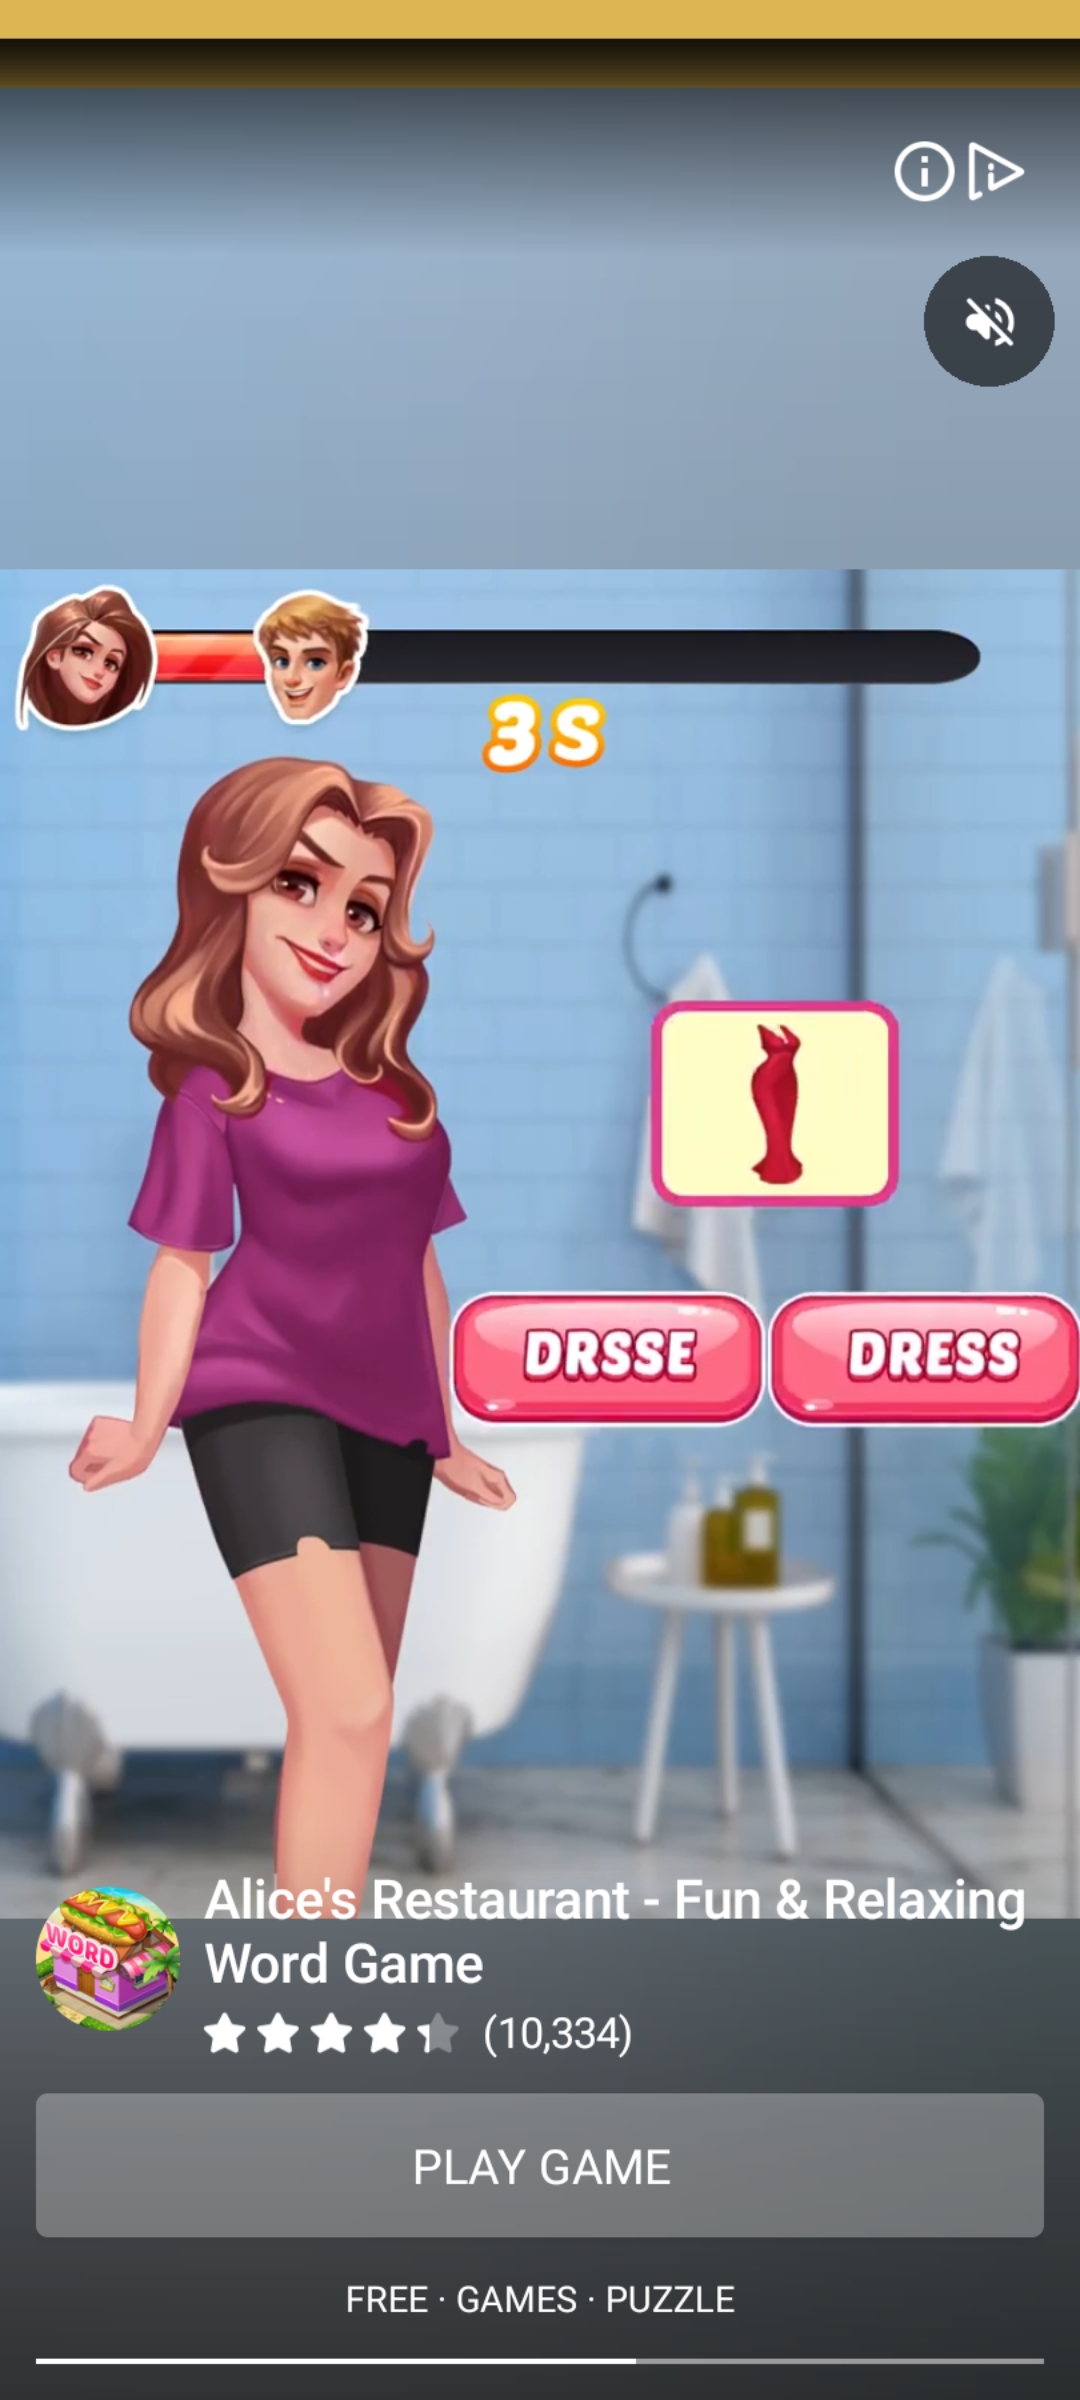 3S
DRSSE
DRESS
Alice's Restaurant - Fun & Relaxing
Word Game
WORD
(10,334)
PLAY GAME
FREE · GAMES · PUZZLE